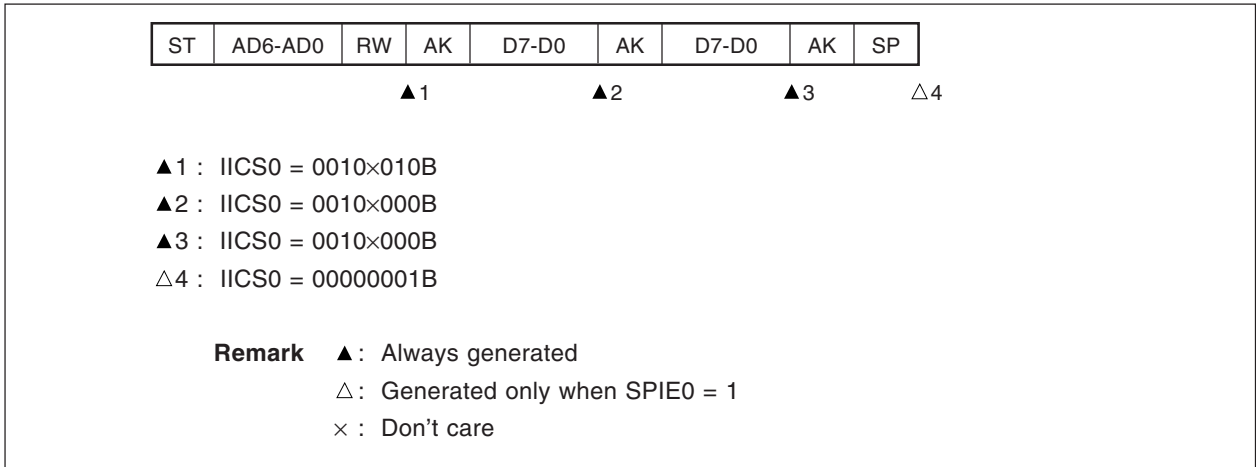 ST AD6-AD0 RW AK D7-D0 AK D7-D0 AK SP
▲1 ▲2 ▲3 △4
▲1 : IICS0 = 0010×010B
▲2 : IICS0 = 0010×000B
▲3 : IICS0 = 0010×000B
△4 : IICS0 = 00000001B
Remark ▲: Always generated
△: Generated only when SPIE0 = 1
× : Don't care